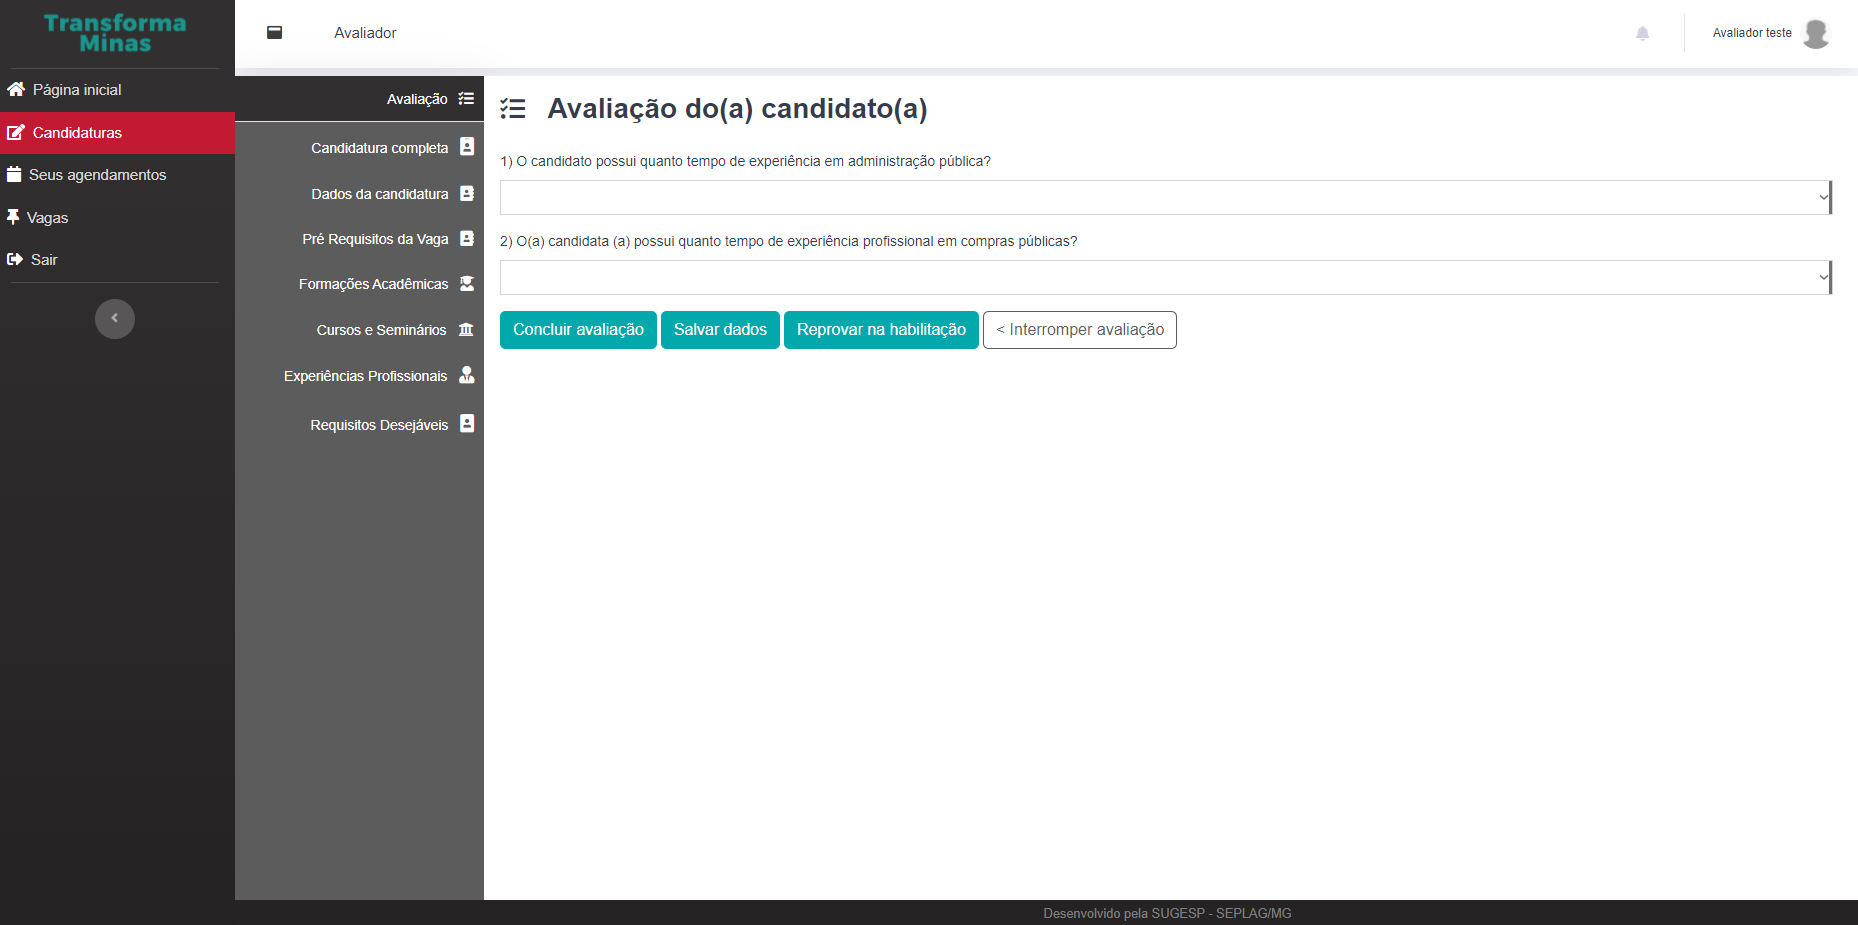 Transforma
Minas
Página inicial
Candidaturas
Seus agendamentos
Vagas
Sair
Avaliador
Avaliador teste
Avaliação
Candidatura completa
Dados da candidatura
Pré Requisitos da Vaga
Formações Acadêmicas
Cursos e Seminários
Experiências Profissionais
Requisitos Desejáveis
Avaliação do(a) candidato(a)
1) O candidato possui quanto tempo de experiência em administração pública?
2) O(a) candidata (a) possui quanto tempo de experiência profissional em compras públicas?
Concluir avaliação Salvar dados Reprovar na habilitação < Interromper avaliação
Desenvolvido pela SUGESP - SEPLAG/MG